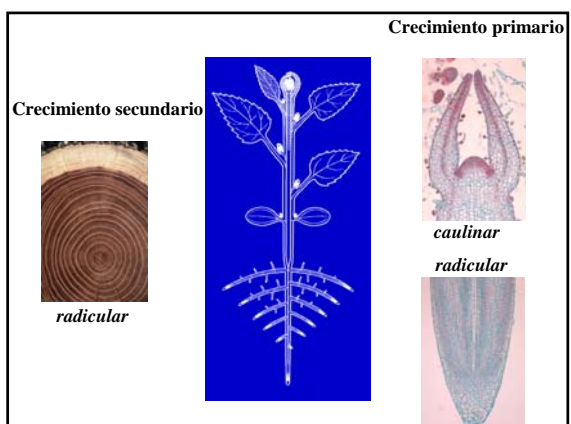 Crecimiento primario
Crecimiento secundario
caulinar
radicular
radicular